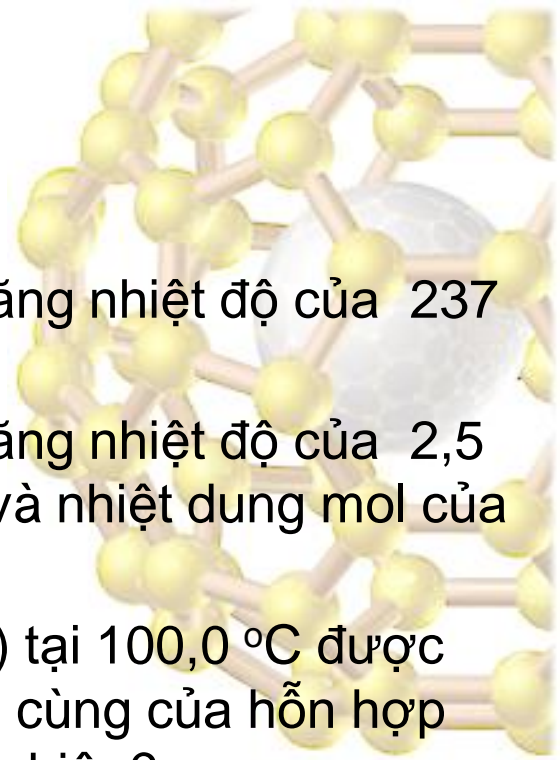 ăng nhiệt độ của 237
ăng nhiệt độ của 2,5
và nhiệt dung mol của
) tại 100,0 ºC được
cùng của hỗn hợp